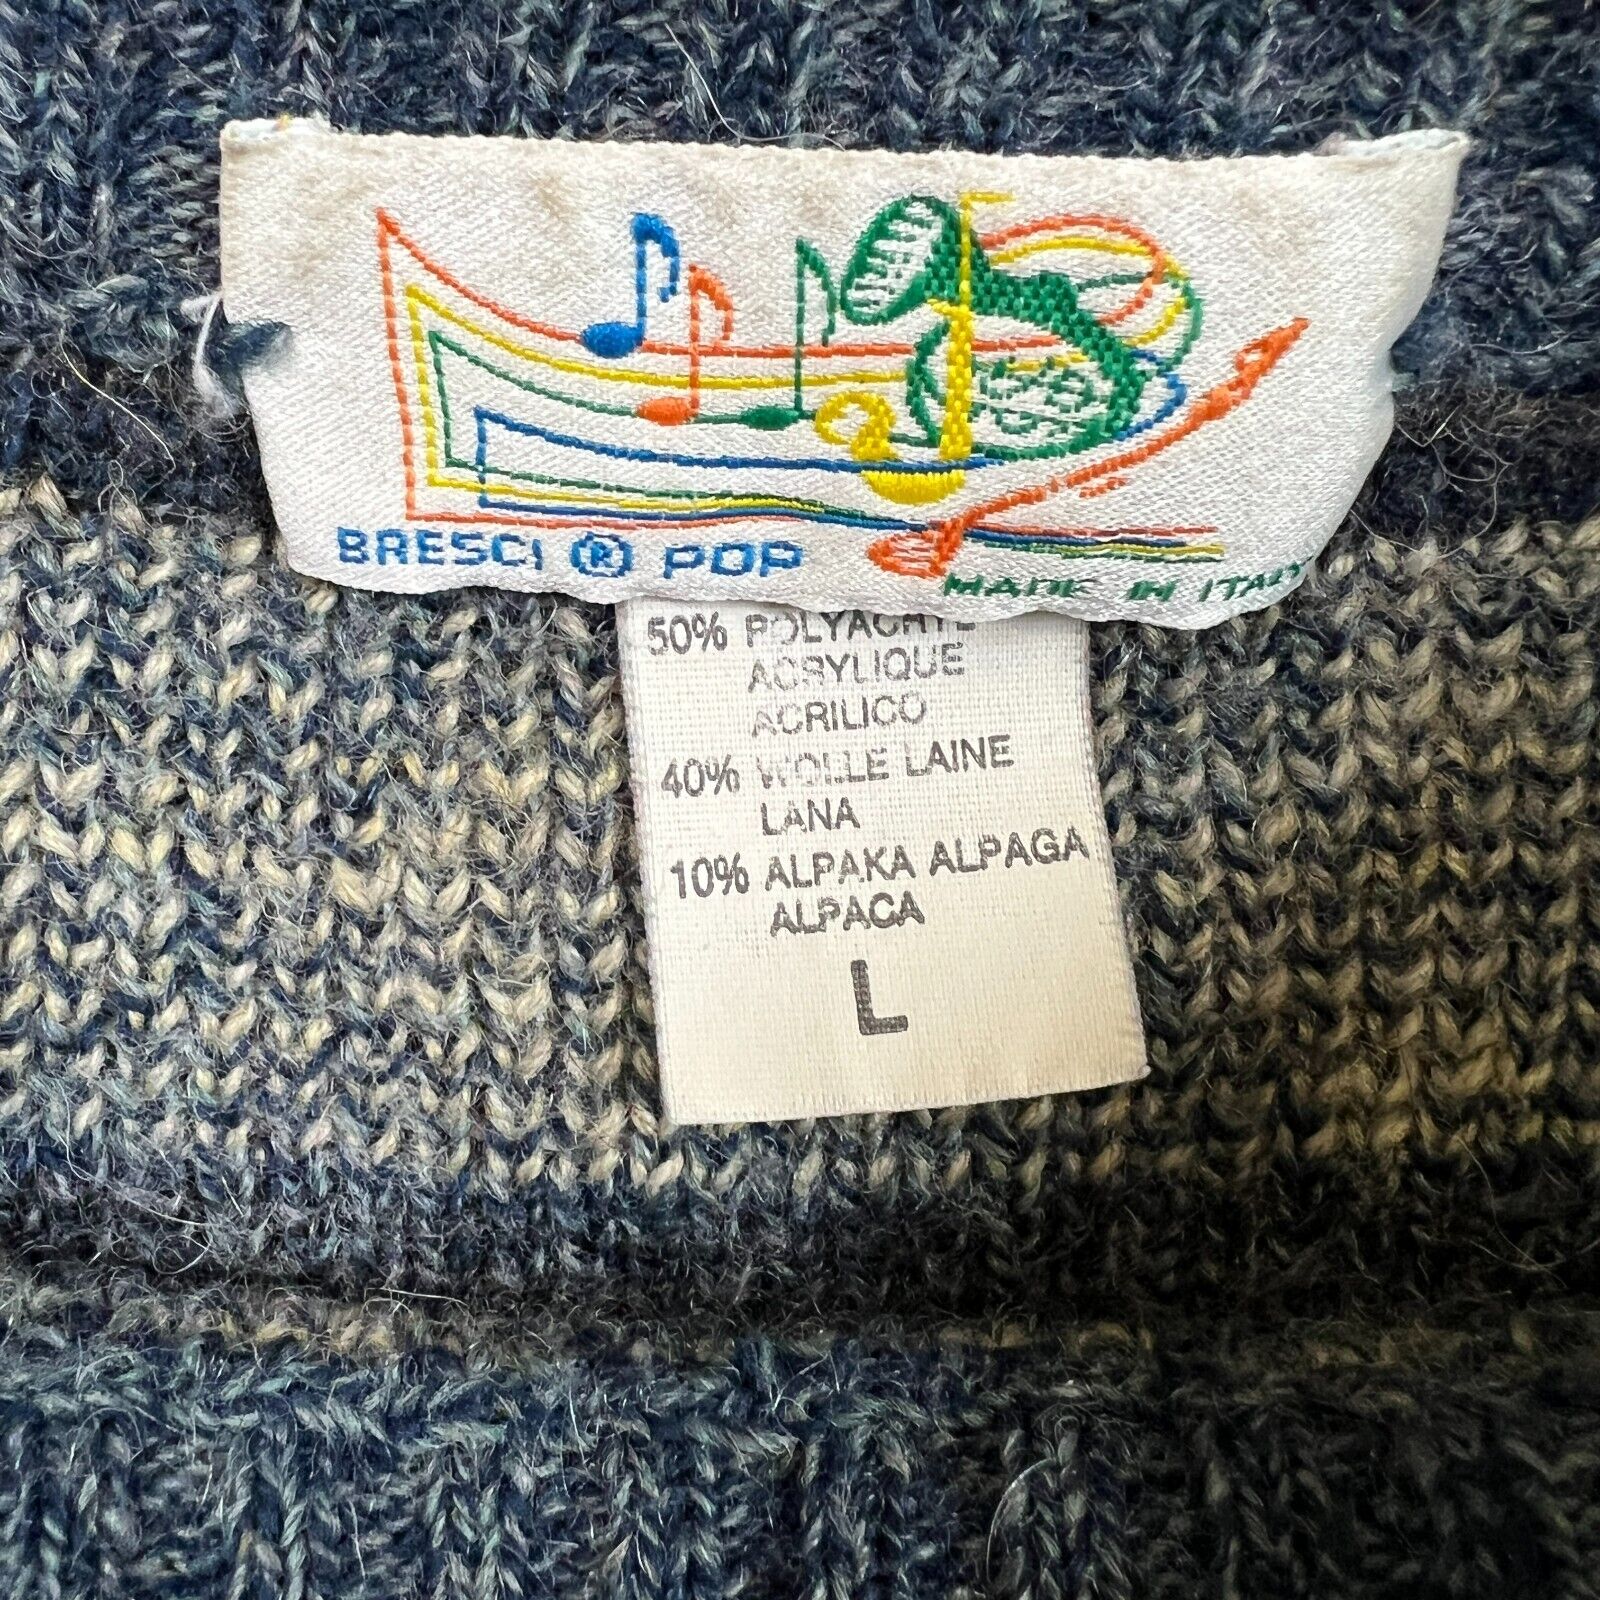 BRESCI ® POP
MADE IN ITALY
50% POLYACRYL
ACRYLIQUE
ACRILICO
40% WOLLE LAINE
LANA
10% ALPAKA ALPAGA
ALPACA
L